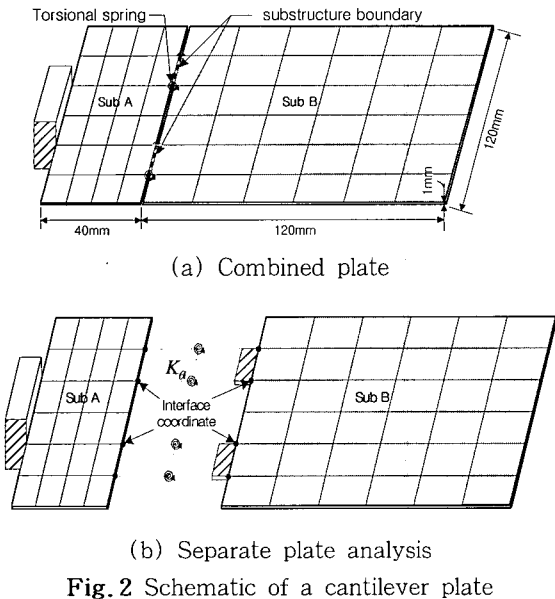 Torsional spring
substructure boundary
Sub A
Sub B
120mm
1mm
40mm
120mm
(a) Combined plate
Kθ
Sub A
Interface
coordinate
Sub B
(b) Separate plate analysis
Fig. 2 Schematic of a cantilever plate